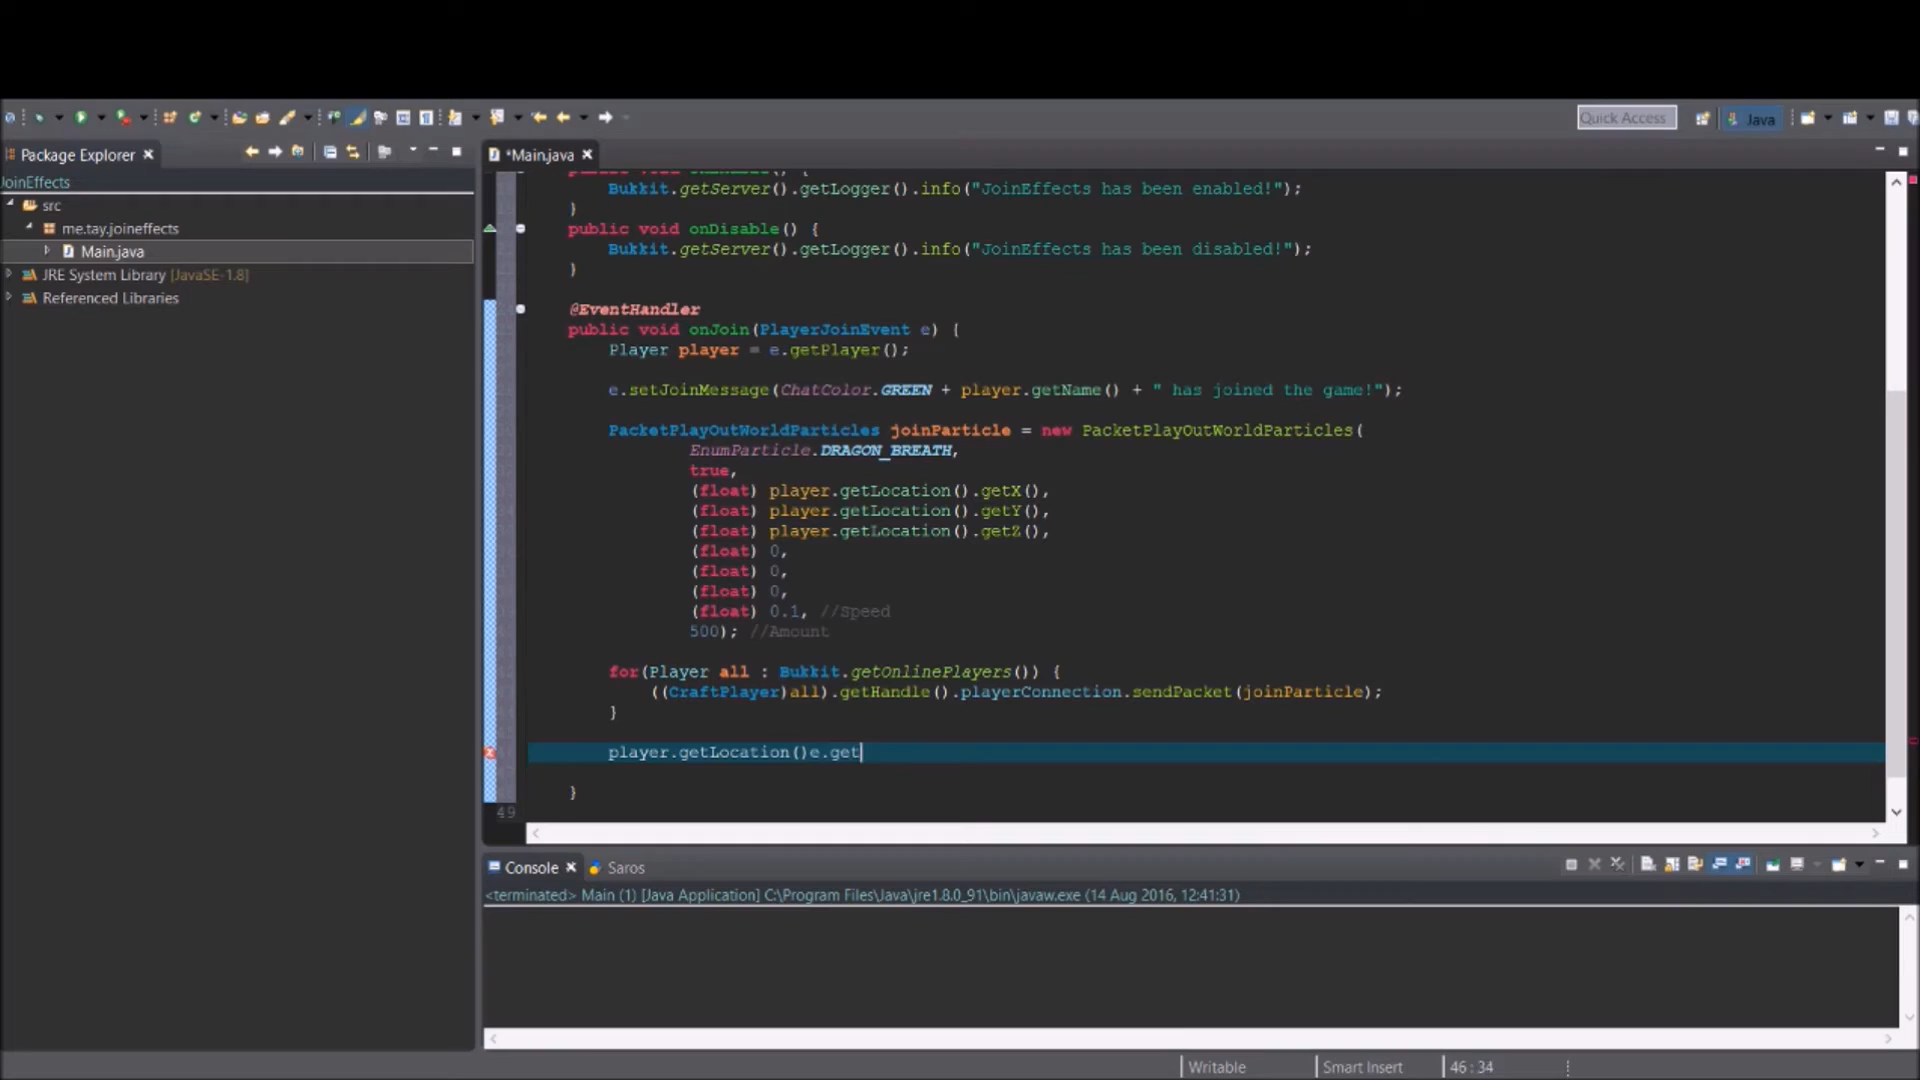 Quick Access
Java
Package Explorer
*Main.java
JoinEffects
src
me.tay.joineffects
Main.java
JRE System Library [JavaSE-1.8]
Referenced Libraries
Bukkit.getServer().getLogger().info("JoinEffects has been enabled!");
}
public void onDisable() {
Bukkit.getServer().getLogger().info("JoinEffects has been disabled!");
}
@EventHandler
public void onJoin(PlayerJoinEvent e) {
Player player = e.getPlayer();
e.setJoinMessage(ChatColor.GREEN + player.getName() + " has joined the game!");
PacketPlayOutWorldParticles joinParticle = new PacketPlayOutWorldParticles(
EnumParticle.DRAGON_BREATH,
true,
(float) player.getLocation().getX(),
(float) player.getLocation().getY(),
(float) player.getLocation().getZ(),
(float) 0,
(float) 0,
(float) 0,
(float) 0.1, //Speed
500); //Amount
for(Player all : Bukkit.getOnlinePlayers()) {
((CraftPlayer)all).getHandle().playerConnection.sendPacket(joinParticle);
}
player.getLocation()e.get
}
49
Console
Saros
<terminated> Main (1) [Java Application] C:\Program Files\Java\jre1.8.0_91\bin\javaw.exe (14 Aug 2016, 12:41:31)
Writable
Smart Insert
46 : 34